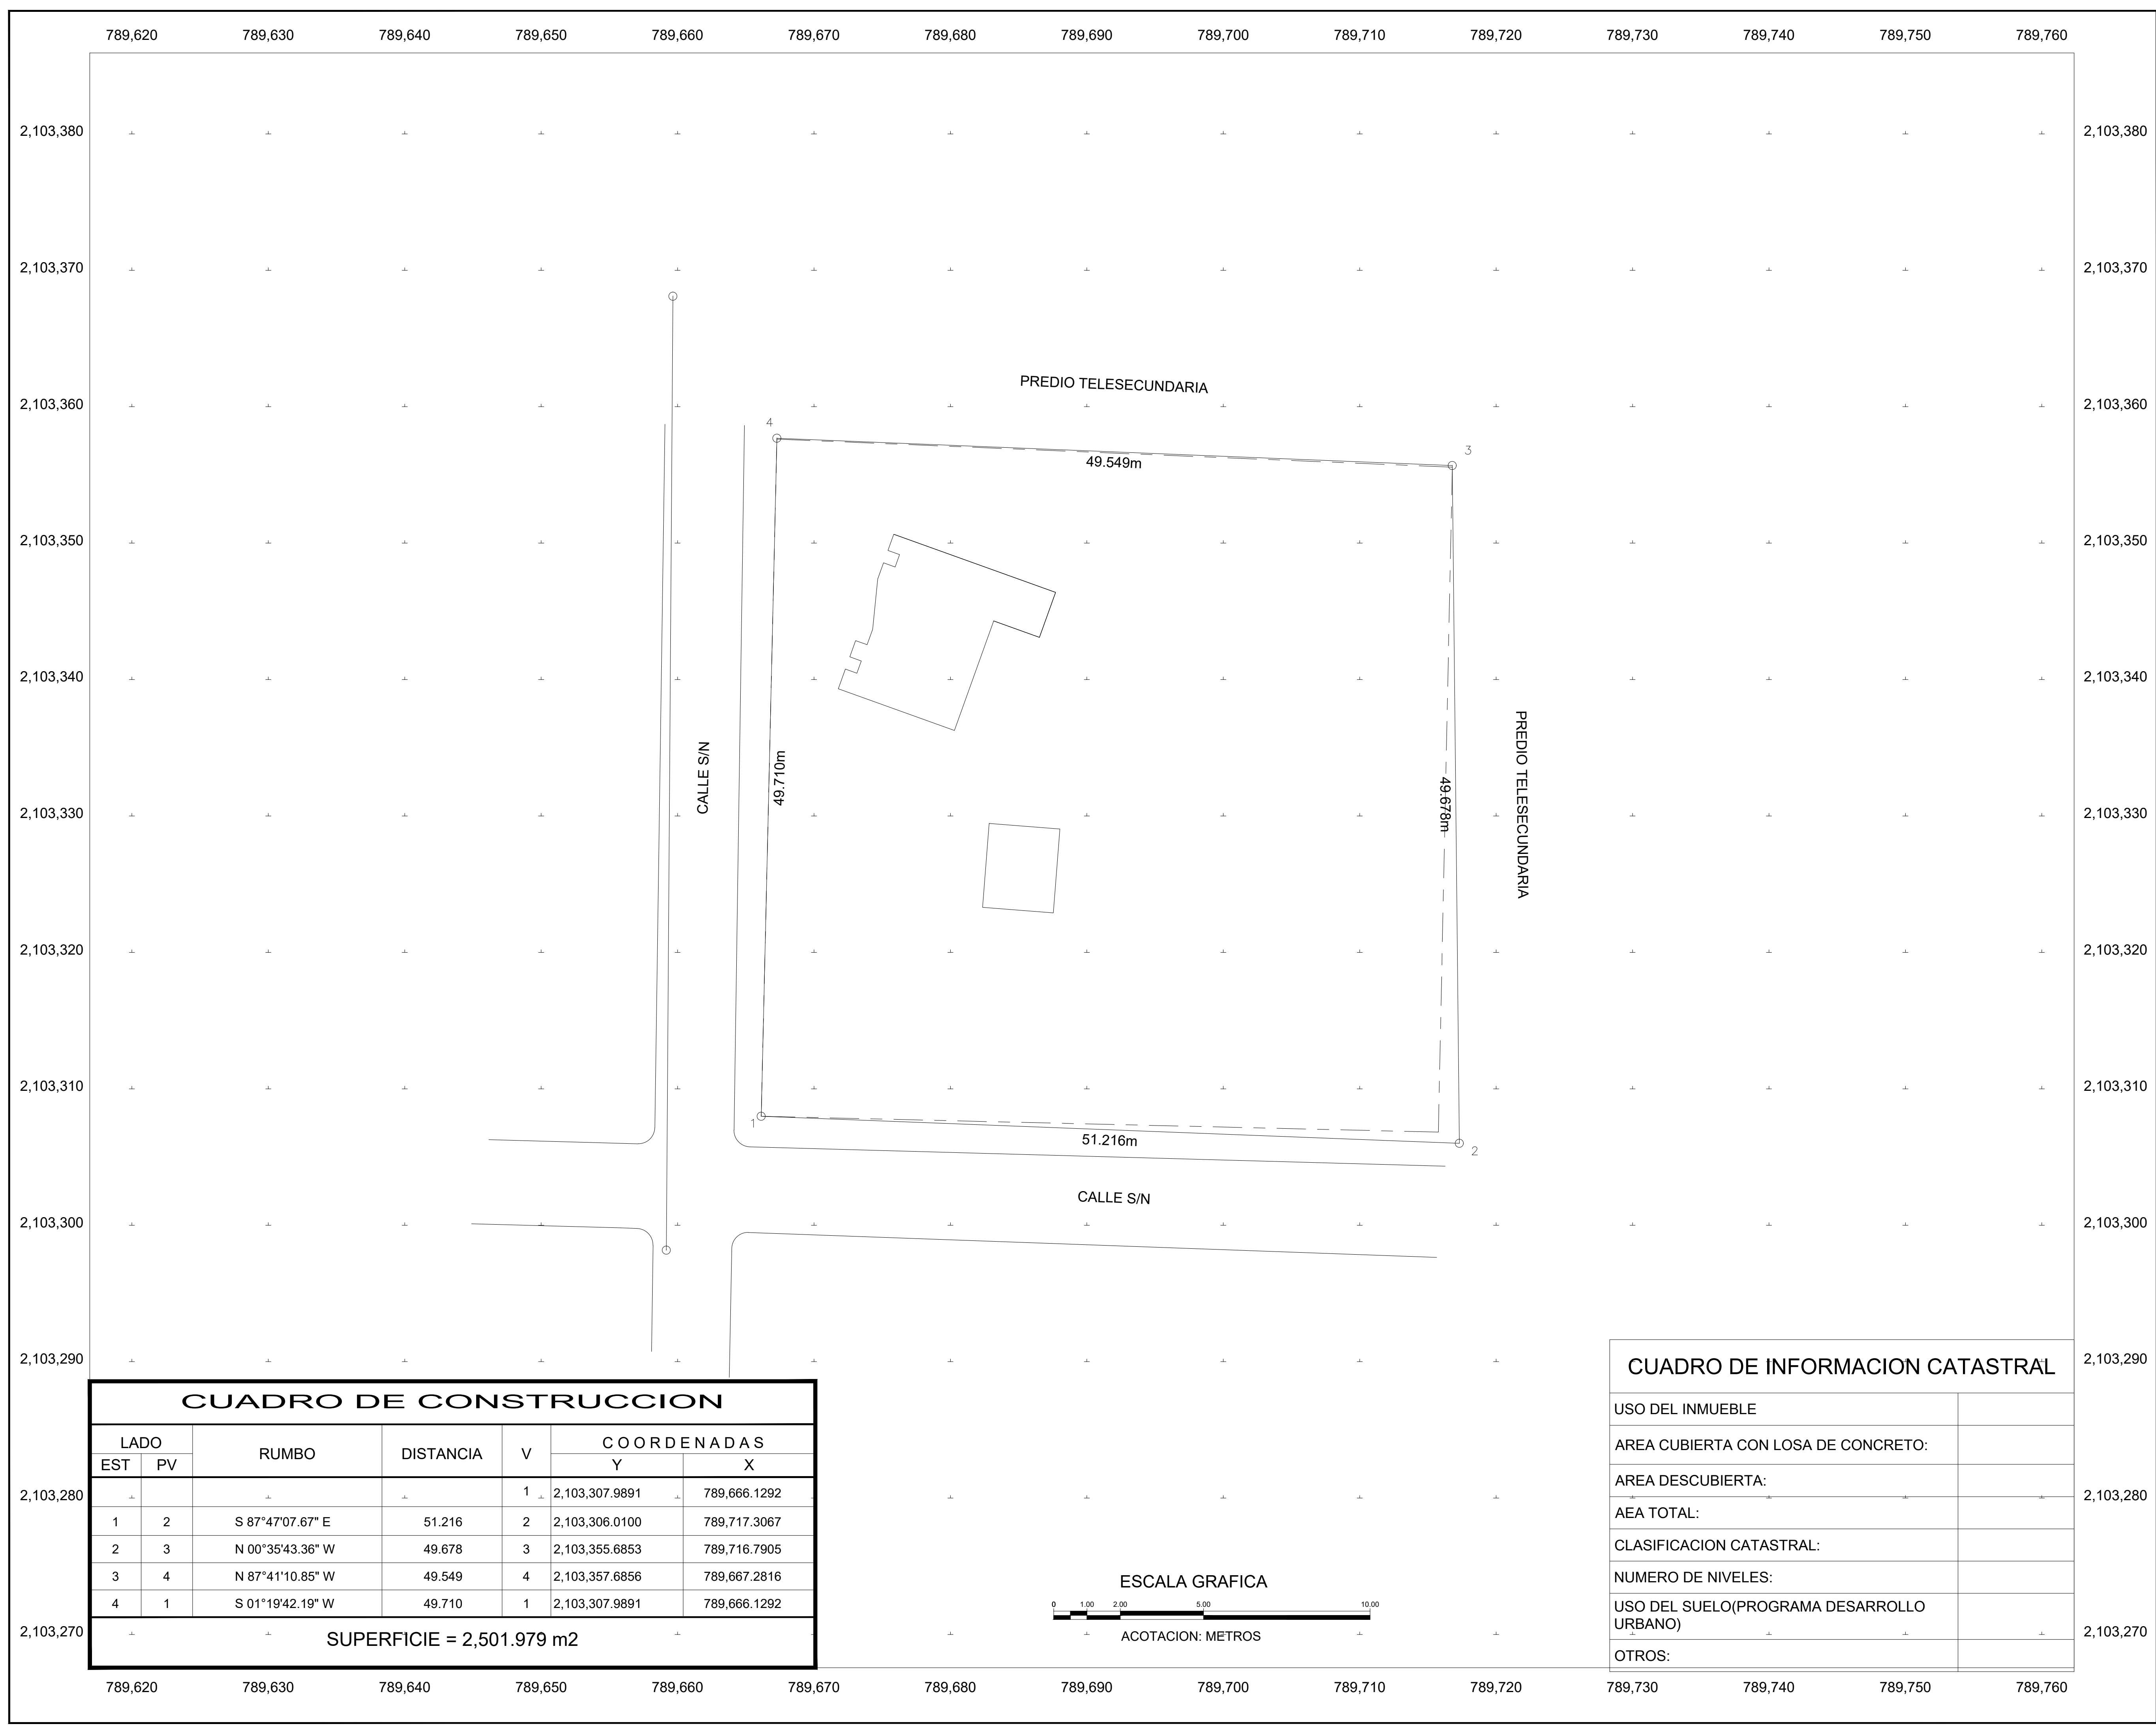 789,620 789,630 789,640 789,650 789,660 789,670 789,680 789,690 789,700 789,710 789,720 789,730 789,740 789,750 789,760
2,103,380 2,103,380
2,103,370 2,103,370
PREDIO TELESECUNDARIA
2,103,360 2,103,360
4
3
49.549m
2,103,350 2,103,350
2,103,340 2,103,340
CALLE S/N
49.710m
49.678m
PREDIO TELESECUNDARIA
2,103,330 2,103,330
2,103,320 2,103,320
2,103,310 2,103,310
1
51.216m
2
CALLE S/N
2,103,300 2,103,300
2,103,290 2,103,290
CUADRO DE CONSTRUCCION
LADO RUMBO DISTANCIA V COORDENADAS
EST PV Y X
1 2,103,307.9891 789,666.1292
1 2 S 87°47'07.67" E 51.216 2 2,103,306.0100 789,717.3067
2 3 N 00°35'43.36" W 49.678 3 2,103,355.6853 789,716.7905
3 4 N 87°41'10.85" W 49.549 4 2,103,357.6856 789,667.2816
4 1 S 01°19'42.19" W 49.710 1 2,103,307.9891 789,666.1292
SUPERFICIE = 2,501.979 m2
2,103,280 2,103,280
2,103,270 2,103,270
ESCALA GRAFICA
0 1.00 2.00 5.00 10.00
ACOTACION: METROS
CUADRO DE INFORMACION CATASTRAL
USO DEL INMUEBLE
AREA CUBIERTA CON LOSA DE CONCRETO:
AREA DESCUBIERTA:
AEA TOTAL:
CLASIFICACION CATASTRAL:
NUMERO DE NIVELES:
USO DEL SUELO(PROGRAMA DESARROLLO
URBANO)
OTROS:
789,620 789,630 789,640 789,650 789,660 789,670 789,680 789,690 789,700 789,710 789,720 789,730 789,740 789,750 789,760